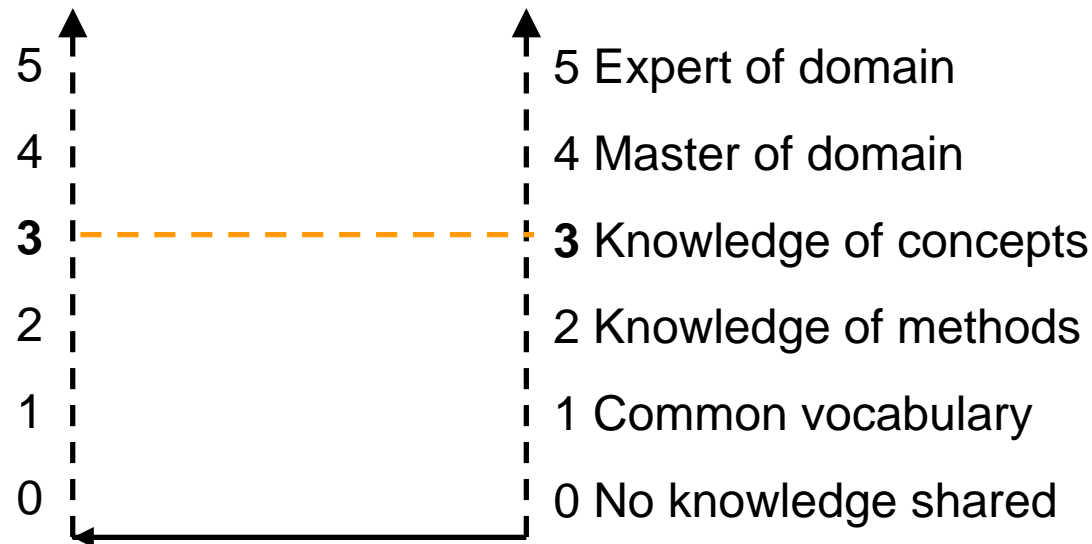 5 5 Expert of domain
4 4 Master of domain
3 3 Knowledge of concepts
2 2 Knowledge of methods
1 1 Common vocabulary
0 0 No knowledge shared